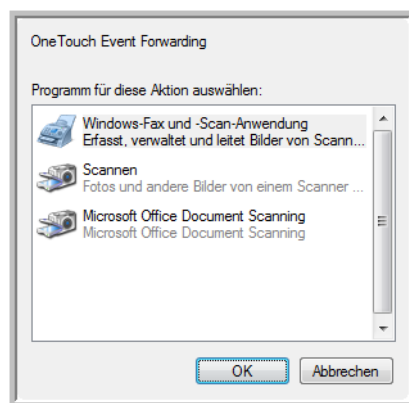 OneTouch Event Forwarding
Programm für diese Aktion auswählen:
Windows-Fax und -Scan-Anwendung
Erfasst, verwaltet und leitet Bilder von Scann...
Scannen
Fotos und andere Bilder von einem Scanner ...
Microsoft Office Document Scanning
Microsoft Office Document Scanning
OK Abbrechen